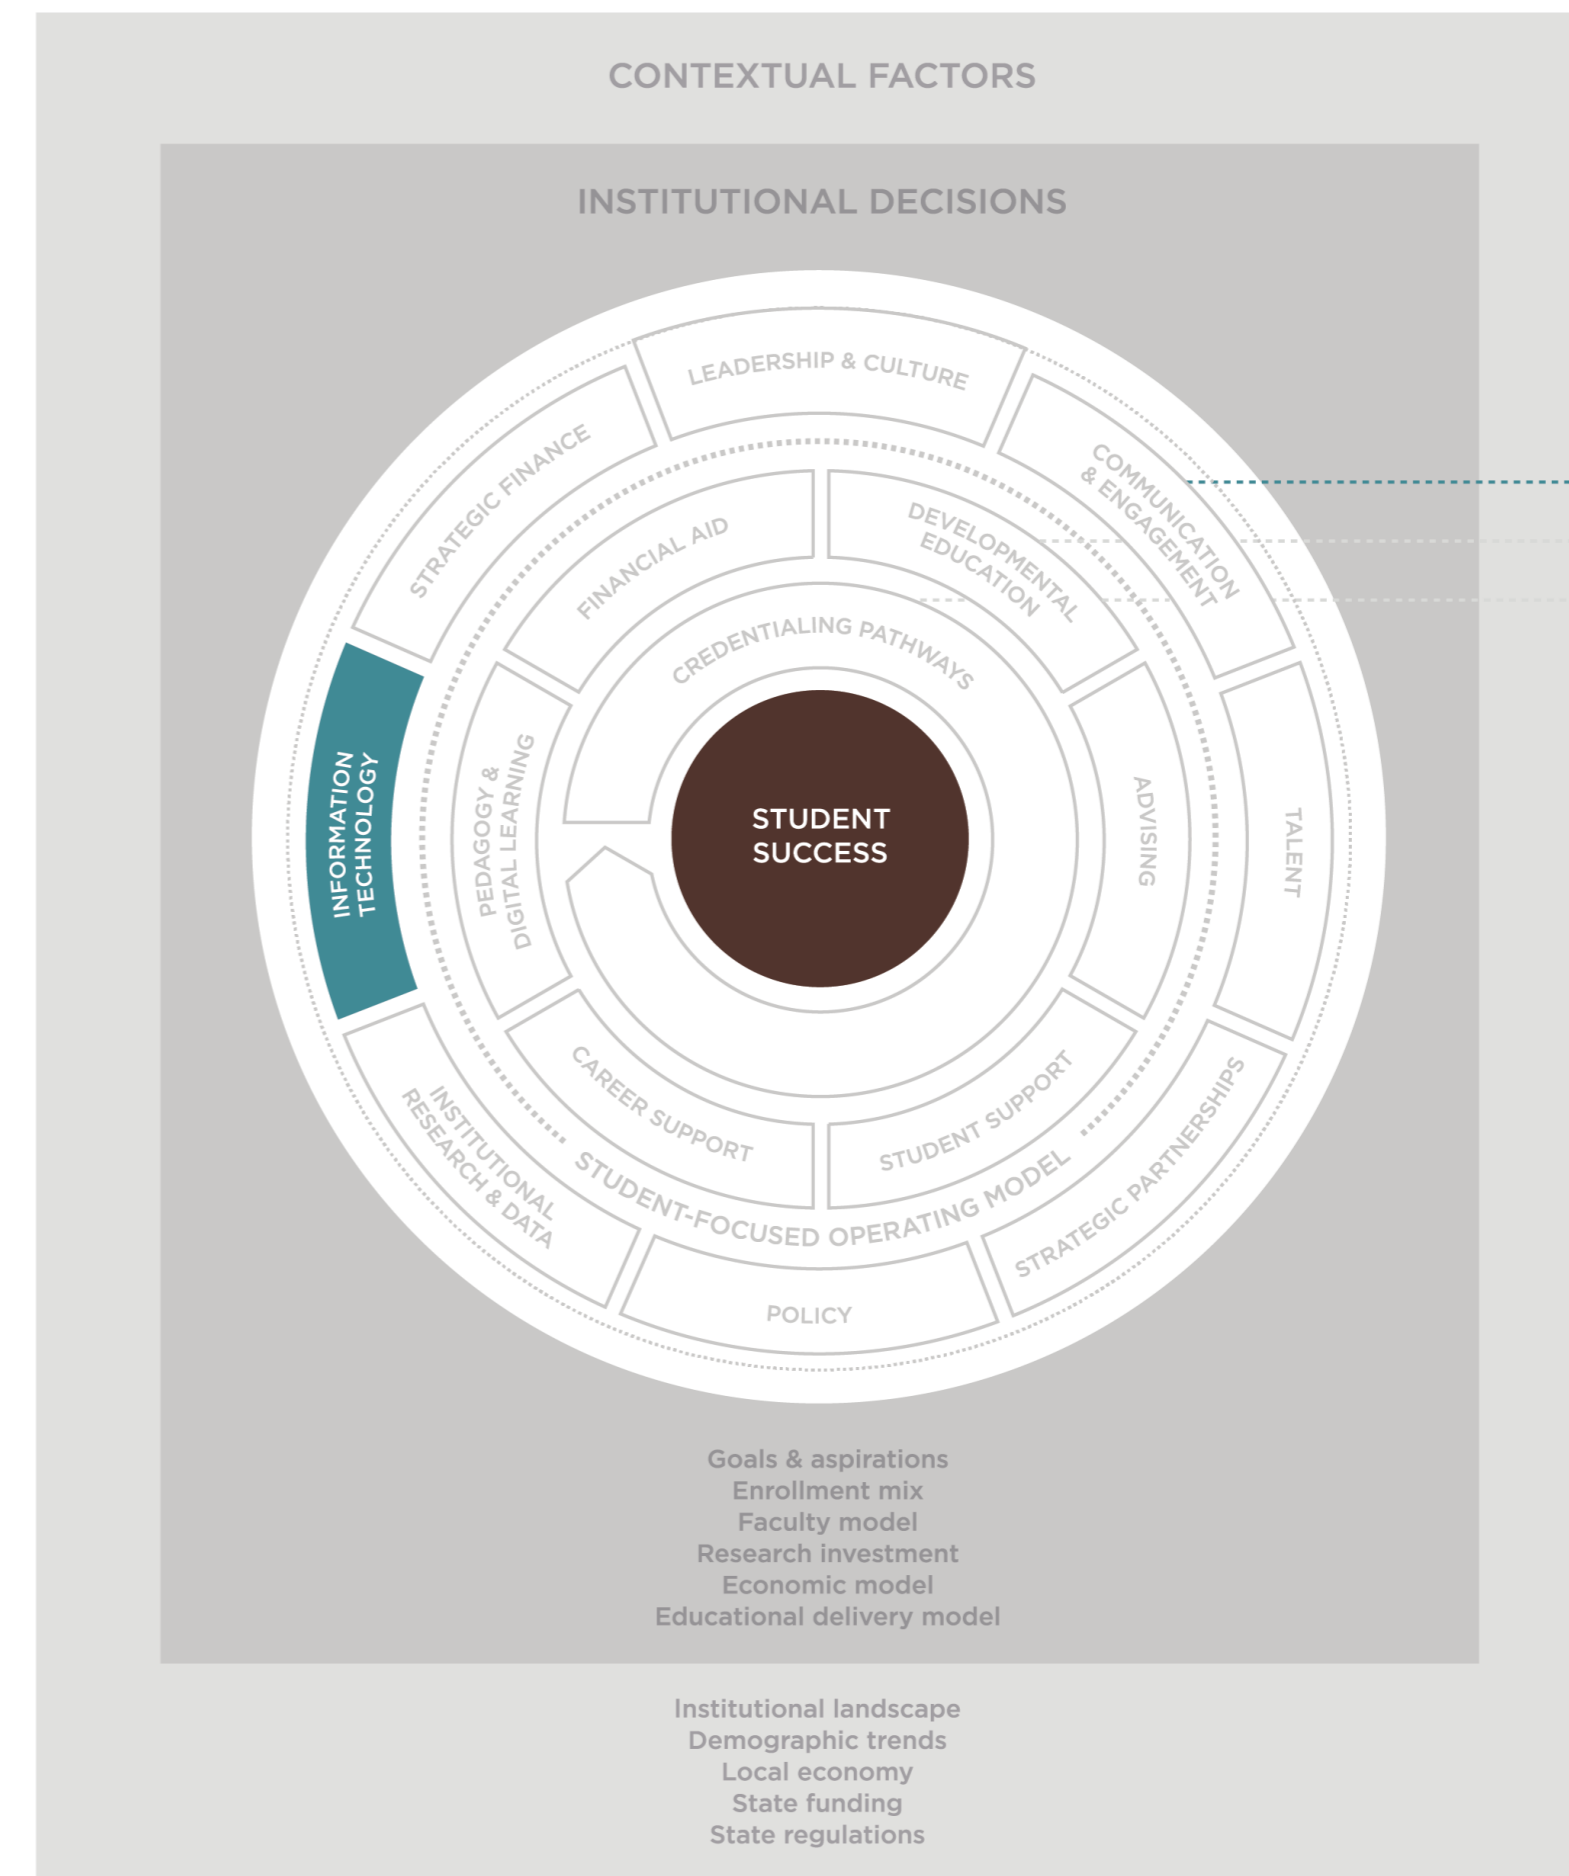 CONTEXTUAL FACTORS
INSTITUTIONAL DECISIONS
LEADERSHIP & CULTURE
COMMUNICATION
& ENGAGEMENT
TALENT
STRATEGIC PARTNERSHIPS
POLICY
INSTITUTIONAL
RESEARCH & DATA
INFORMATION
TECHNOLOGY
STRATEGIC FINANCE
FINANCIAL AID
DEVELOPMENTAL
EDUCATION
ADVISING
STUDENT SUPPORT
CAREER SUPPORT
PEDAGOGY &
DIGITAL LEARNING
STUDENT-FOCUSED OPERATING MODEL
CREDENTIALING PATHWAYS
STUDENT
SUCCESS
Goals & aspirations
Enrollment mix
Faculty model
Research investment
Economic model
Educational delivery model
Institutional landscape
Demographic trends
Local economy
State funding
State regulations